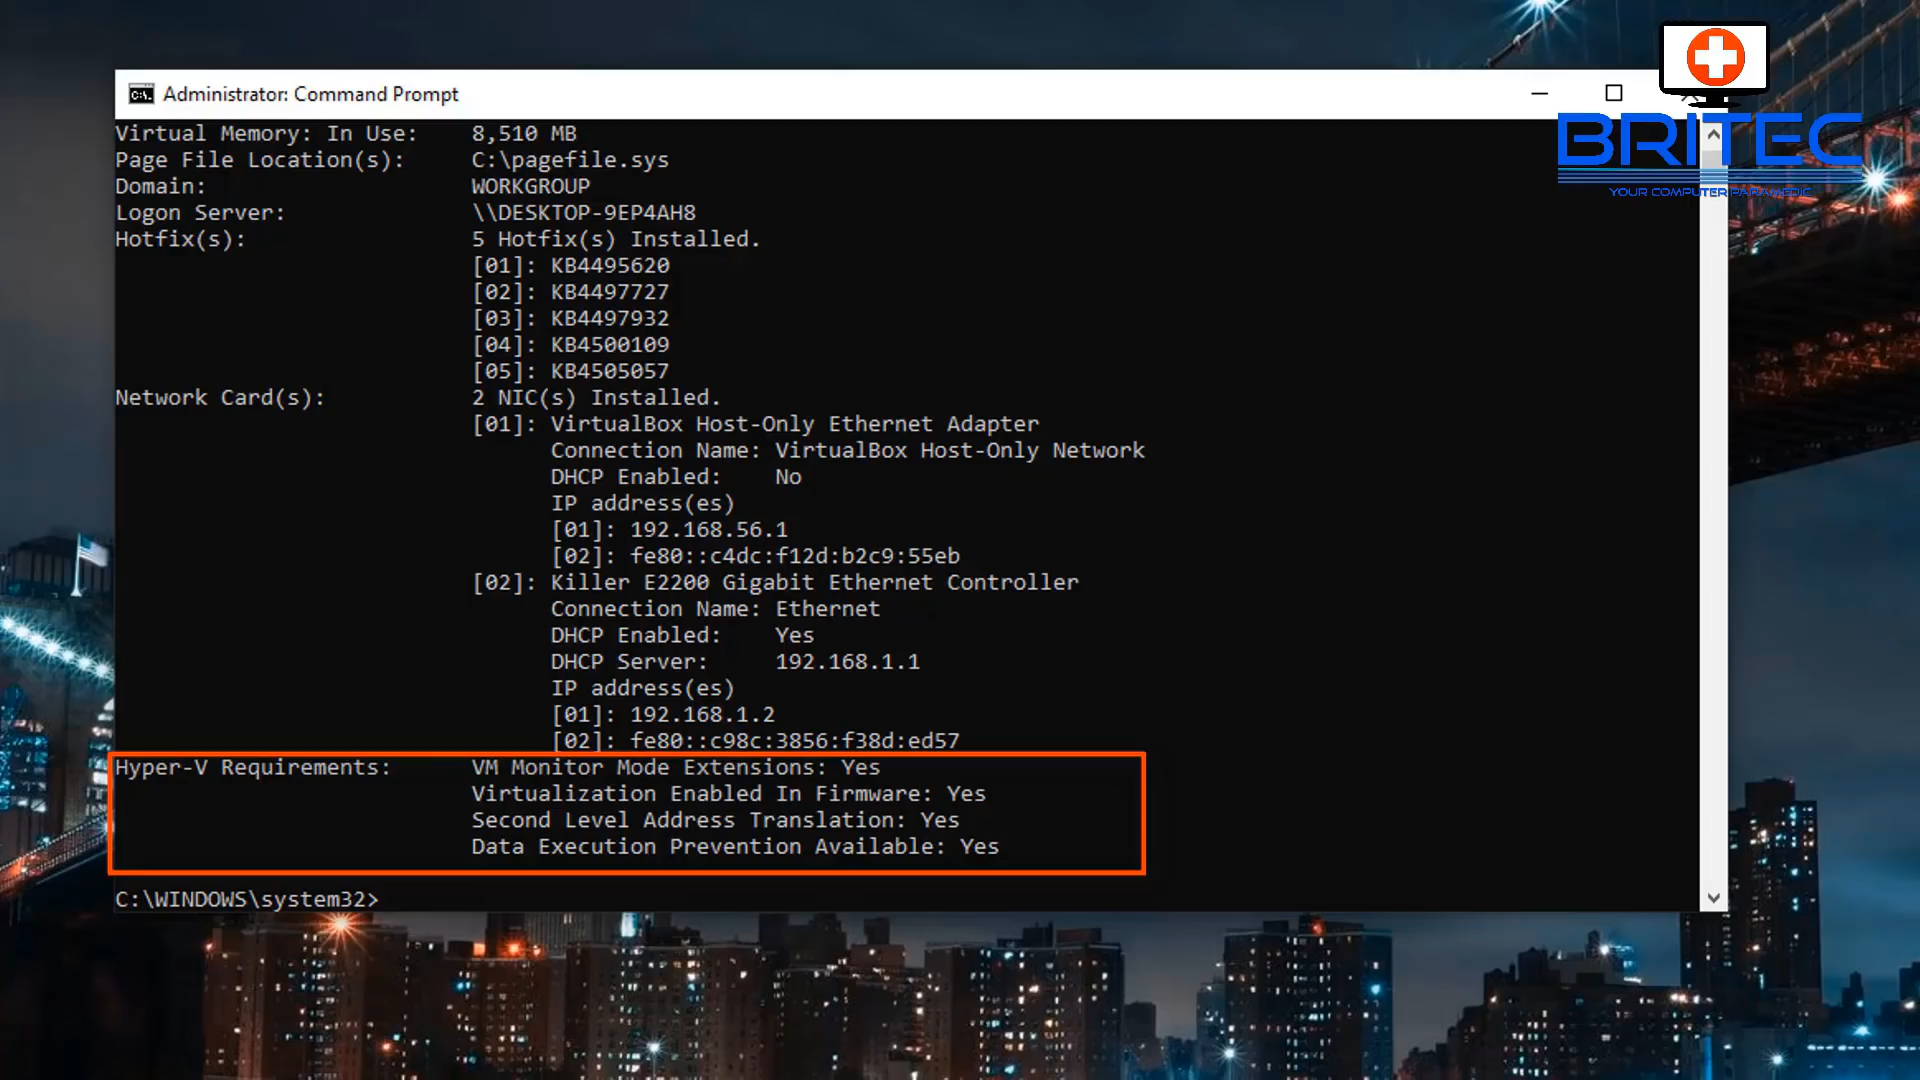 Administrator: Command Prompt
BRITEC
YOUR COMPUTER PARAMEDIC
Virtual Memory: In Use:    8,510 MB
Page File Location(s):     C:\pagefile.sys
Domain:                    WORKGROUP
Logon Server:              \\DESKTOP-9EP4AH8
Hotfix(s):                 5 Hotfix(s) Installed.
[01]: KB4495620
[02]: KB4497727
[03]: KB4497932
[04]: KB4500109
[05]: KB4505057
Network Card(s):           2 NIC(s) Installed.
[01]: VirtualBox Host-Only Ethernet Adapter
Connection Name: VirtualBox Host-Only Network
DHCP Enabled:    No
IP address(es)
[01]: 192.168.56.1
[02]: fe80::c4dc:f12d:b2c9:55eb
[02]: Killer E2200 Gigabit Ethernet Controller
Connection Name: Ethernet
DHCP Enabled:    Yes
DHCP Server:     192.168.1.1
IP address(es)
[01]: 192.168.1.2
[02]: fe80::c98c:3856:f38d:ed57
Hyper-V Requirements:      VM Monitor Mode Extensions: Yes
Virtualization Enabled In Firmware: Yes
Second Level Address Translation: Yes
Data Execution Prevention Available: Yes
C:\WINDOWS\system32>